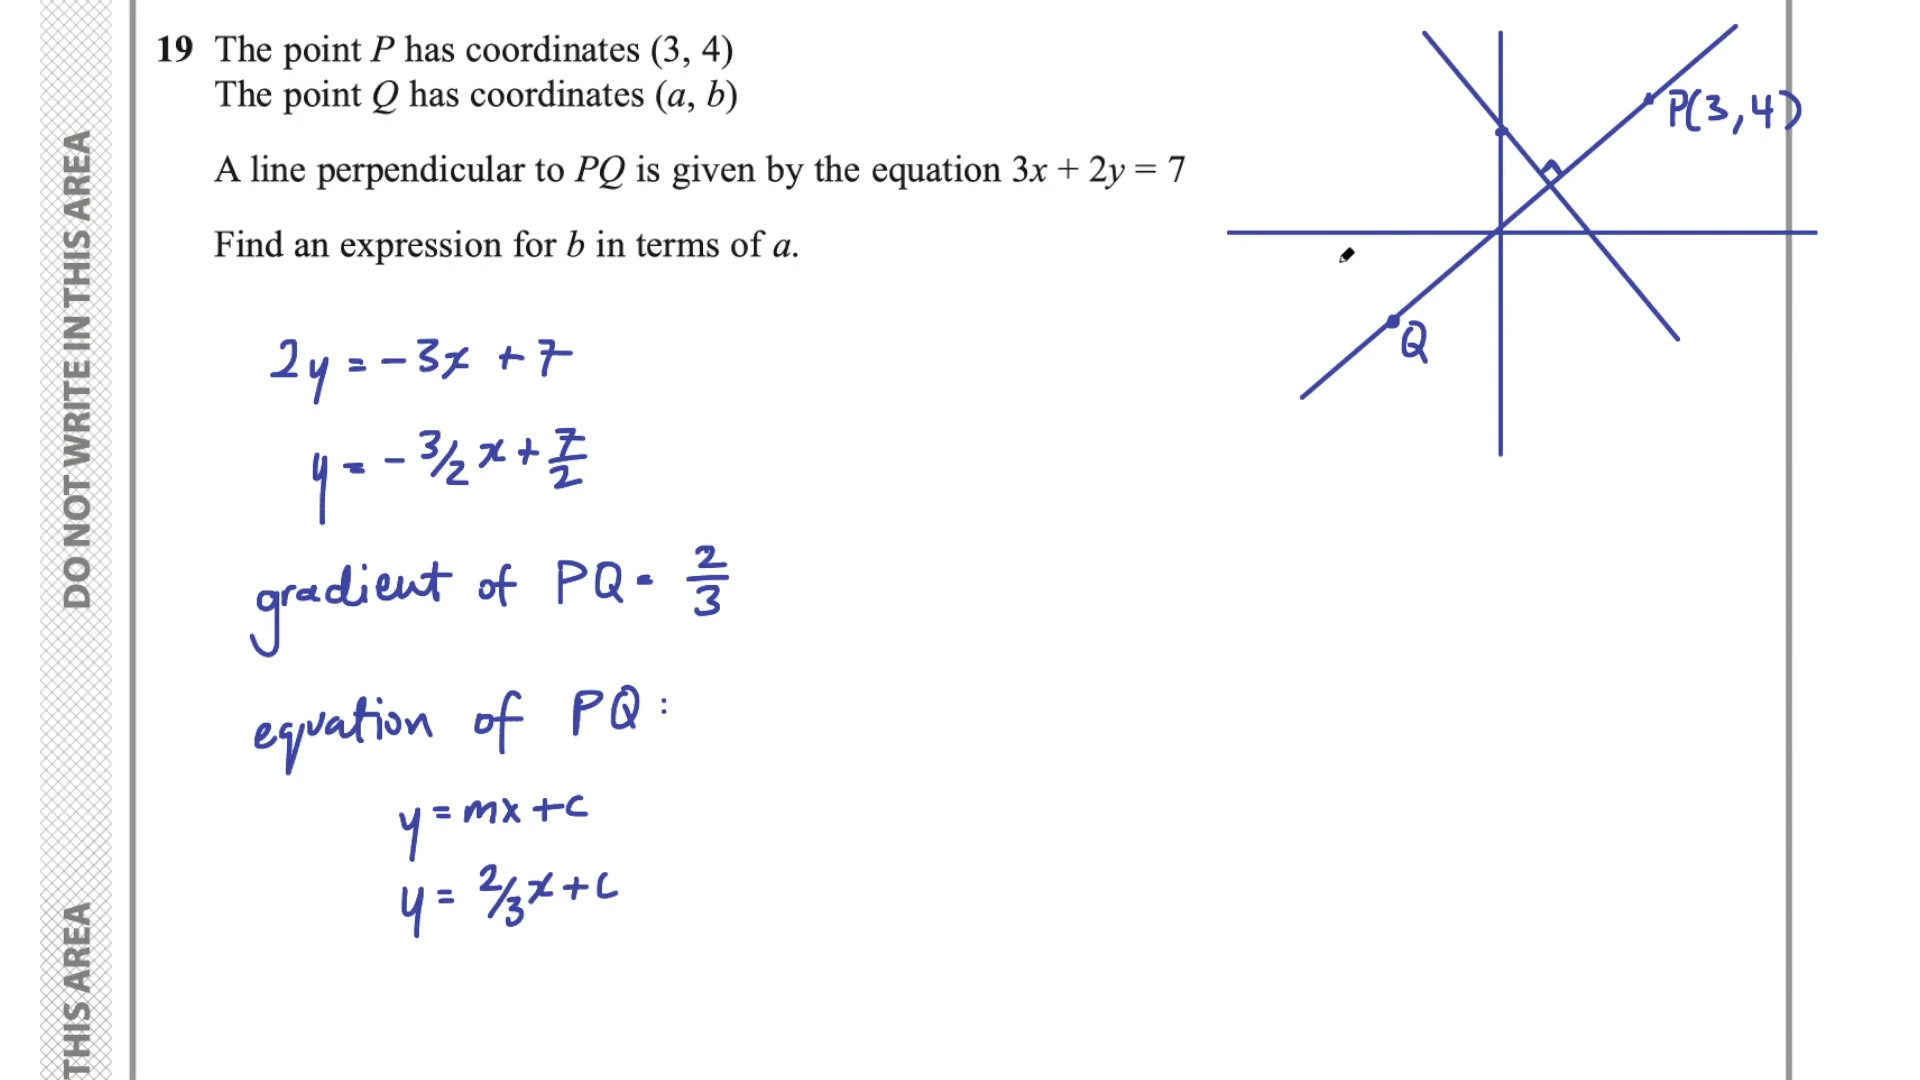 19 The point P has coordinates (3, 4)
The point Q has coordinates (a, b)
A line perpendicular to PQ is given by the equation 3x + 2y = 7
Find an expression for b in terms of a.
2y = -3x + 7
y = - 3/2 x + 7/2
gradient of PQ = 2/3
equation of PQ :
y = mx + c
y = 2/3 x + c
P(3,4)
Q
DO NOT WRITE IN THIS AREA
THIS AREA